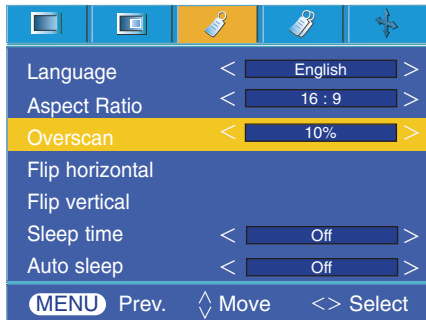 Language < English >
Aspect Ratio < 16 : 9 >
Overscan < 10% >
Flip horizontal
Flip vertical
Sleep time < Off >
Auto sleep < Off >
MENU Prev. Move <> Select